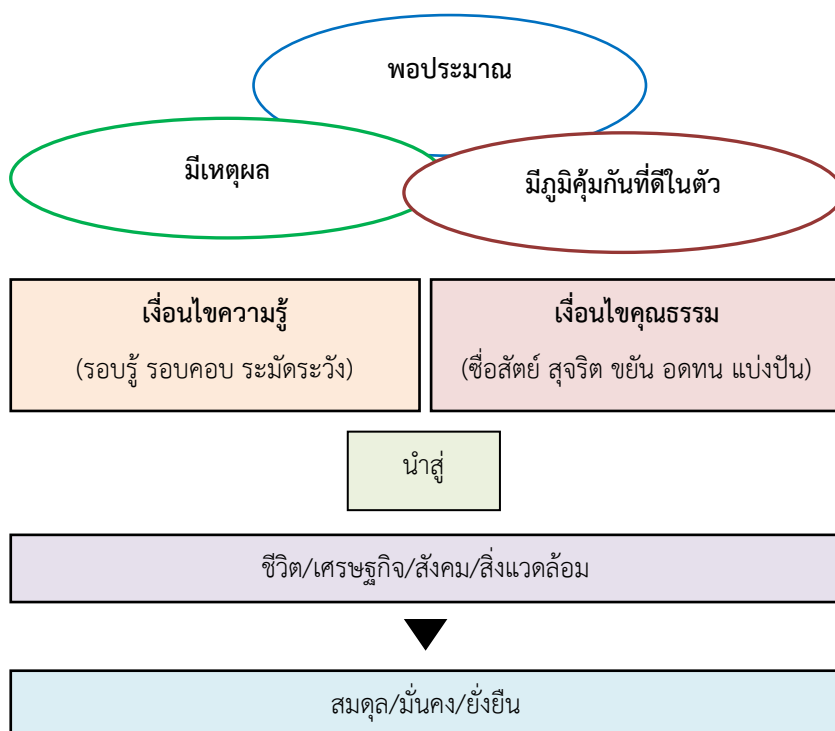 พอประมาณ
มีเหตุผล
มีภูมิคุ้มกันที่ดีในตัว
เงื่อนไขความรู้
(รอบรู้ รอบคอบ ระมัดระวัง)
เงื่อนไขคุณธรรม
(ซื่อสัตย์ สุจริต ขยัน อดทน แบ่งปัน)
นำสู่
ชีวิต/เศรษฐกิจ/สังคม/สิ่งแวดล้อม
สมดุล/มั่นคง/ยั่งยืน